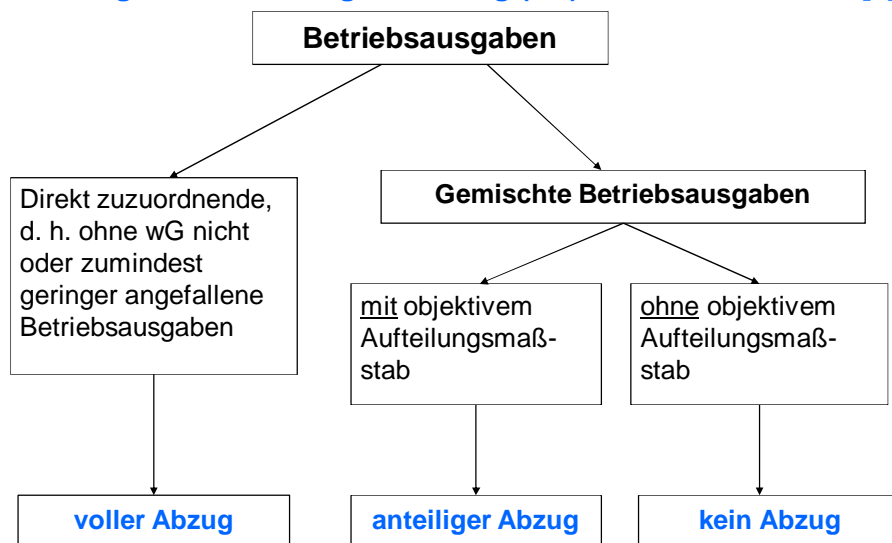 Betriebsausgaben
Direkt zuzuordnende,
d. h. ohne wG nicht
oder zumindest
geringer angefallene
Betriebsausgaben
Gemischte Betriebsausgaben
mit objektivem
Aufteilungsmaß-
stab
ohne objektivem
Aufteilungsmaß-
stab
voller Abzug
anteiliger Abzug
kein Abzug